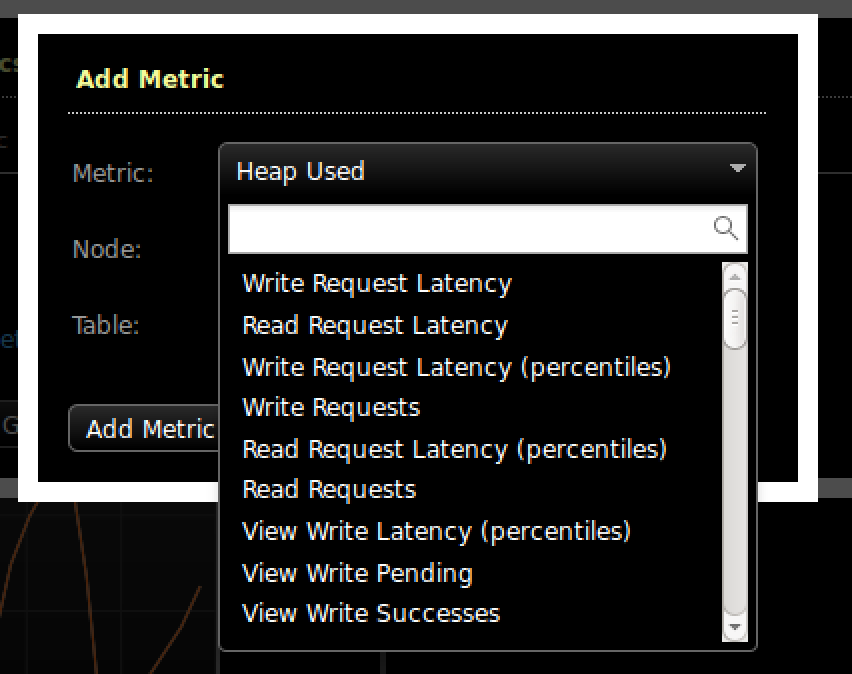 Add Metric
Metric:
Heap Used
Node:
Table:
Write Request Latency
Read Request Latency
Write Request Latency (percentiles)
Write Requests
Read Request Latency (percentiles)
Read Requests
View Write Latency (percentiles)
View Write Pending
View Write Successes
Add Metric